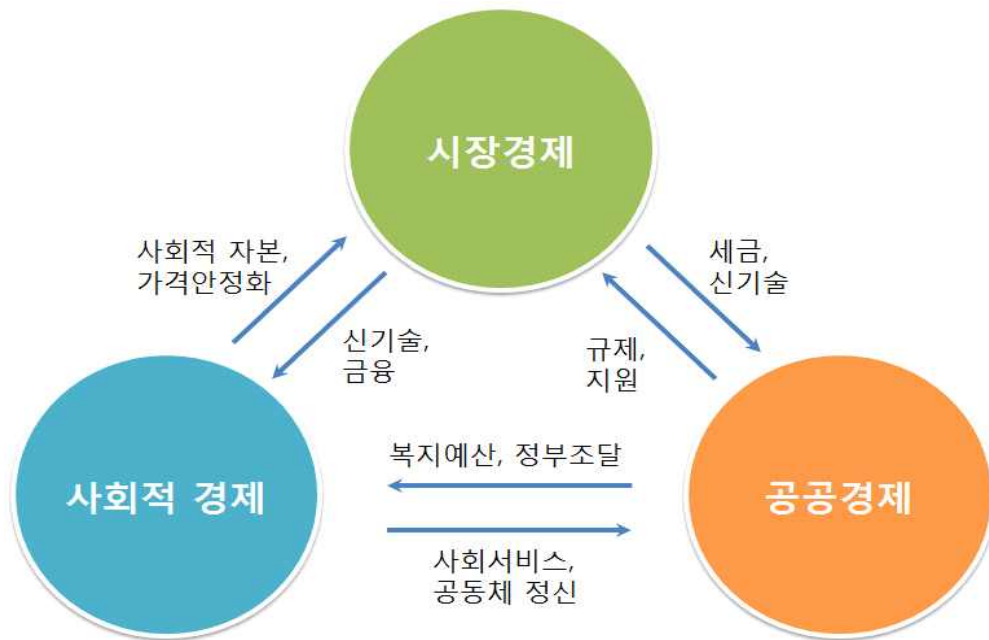 시장경제
사회적 자본,
가격안정화
세금,
신기술
신기술,
금융
규제,
지원
복지예산, 정부조달
사회적 경제
공공경제
사회서비스,
공동체 정신